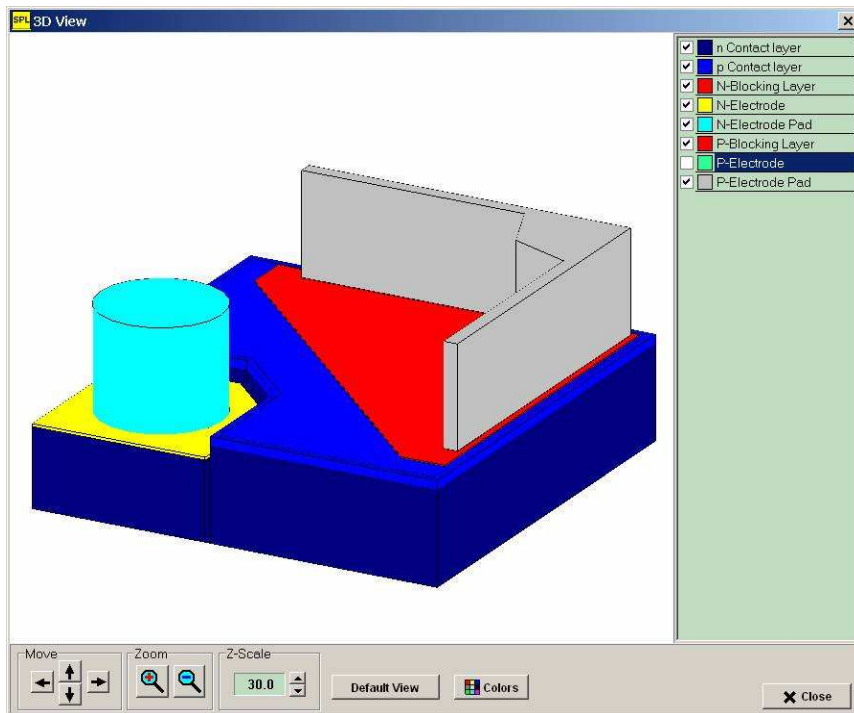 SPL 3D View
n Contact layer
p Contact layer
N-Blocking Layer
N-Electrode
N-Electrode Pad
P-Blocking Layer
P-Electrode
P-Electrode Pad
Move
Zoom
Z-Scale
30.0
Default View
Colors
Close